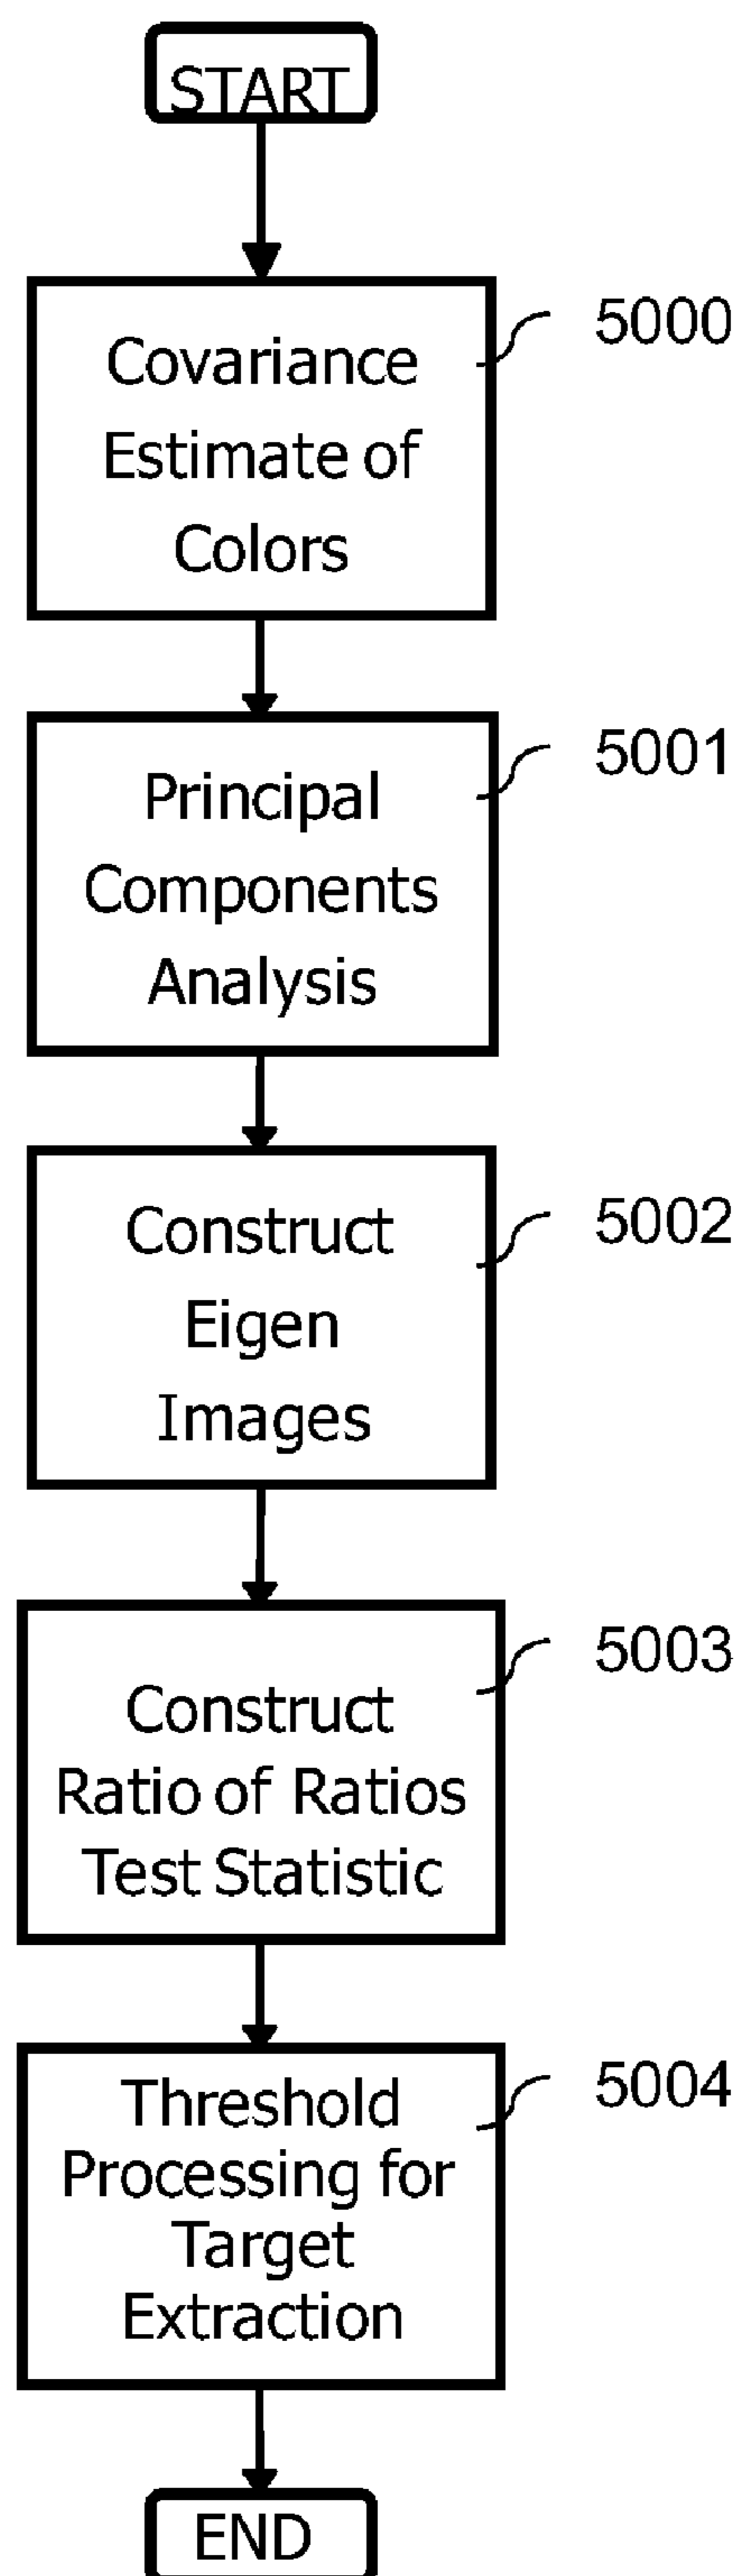 START
Covariance
5000
Estimate of
Colors
Principal
5001
Components
Analysis
Construct
5002
Eigen
Images
Construct
5003
Ratio of Ratios
Test Statistic
Threshold
5004
Processing for
Target
Extraction
END